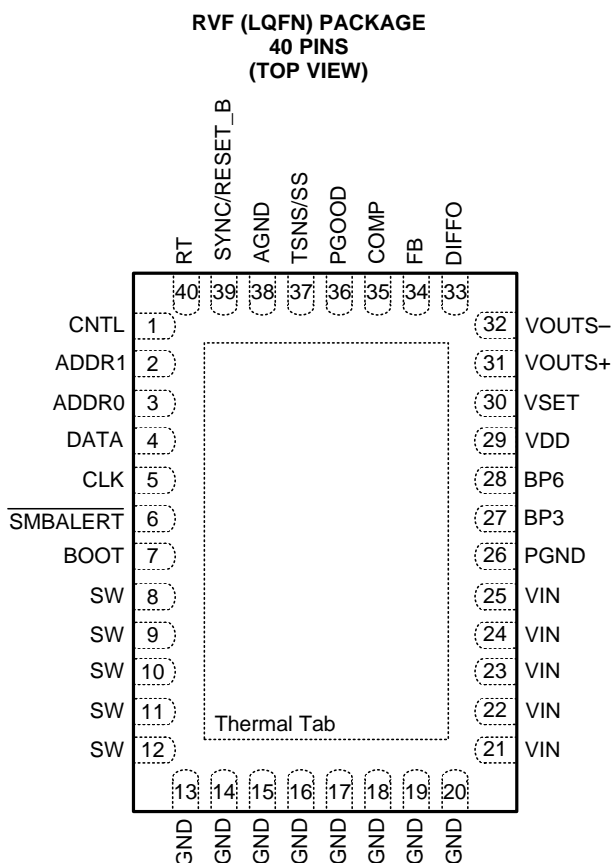 RVF (LQFN) PACKAGE
40 PINS
(TOP VIEW)
RT
SYNC/RESET_B
AGND
TSNS/SS
PGOOD
COMP
FB
DIFFO
40 39 38 37 36 35 34 33
CNTL 1
ADDR1 2
ADDR0 3
DATA 4
CLK 5
SMBALERT 6
BOOT 7
SW 8
SW 9
SW 10
SW 11
SW 12
32 VOUTS–
31 VOUTS+
30 VSET
29 VDD
28 BP6
27 BP3
26 PGND
25 VIN
24 VIN
23 VIN
22 VIN
21 VIN
Thermal Tab
13 14 15 16 17 18 19 20
GND
GND
GND
GND
GND
GND
GND
GND